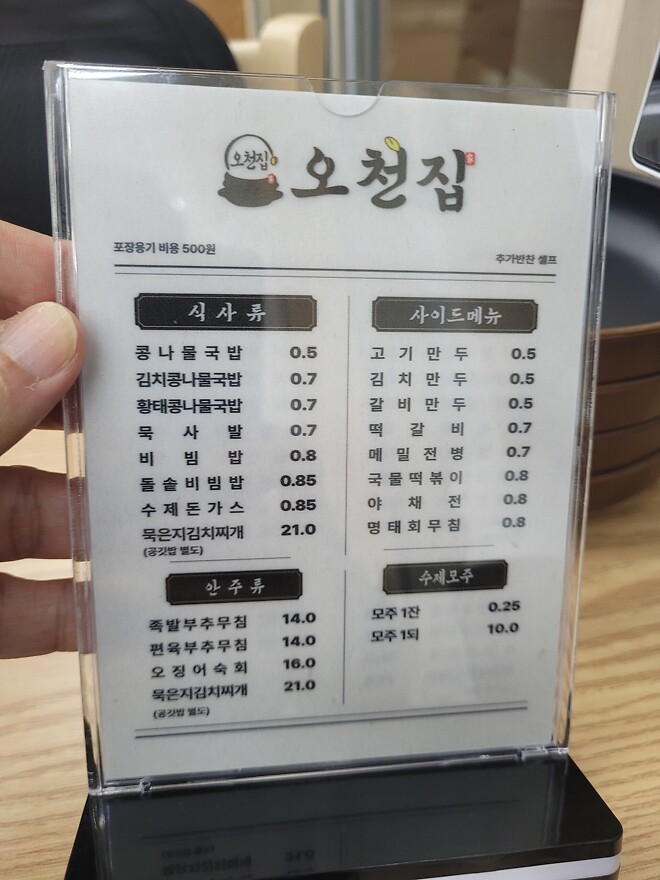 오천집
오천집
포장용기 비용 500원
추가반찬 셀프
식사류
콩나물국밥 0.5
김치콩나물국밥 0.7
황태콩나물국밥 0.7
묵사발 0.7
비빔밥 0.8
돌솥비빔밥 0.85
수제돈가스 0.85
묵은지김치찌개 21.0
(공깃밥 별도)
사이드메뉴
고기만두 0.5
김치만두 0.5
갈비만두 0.5
떡갈비 0.7
메밀전병 0.7
국물떡볶이 0.8
야채전 0.8
명태회무침 0.8
안주류
족발부추무침 14.0
편육부추무침 14.0
오징어숙회 16.0
묵은지김치찌개 21.0
(공깃밥 별도)
수제모주
모주 1잔 0.25
모주 1되 10.0